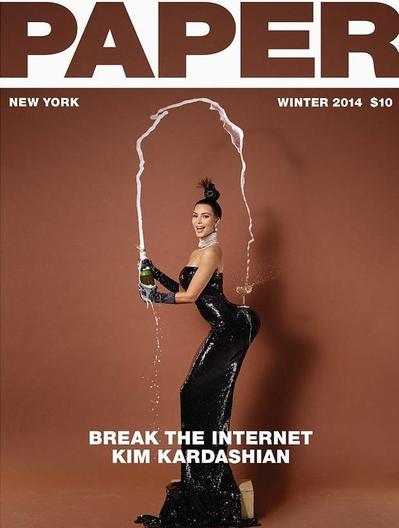 PAPER
NEW YORK
WINTER 2014 $10
BREAK THE INTERNET
KIM KARDASHIAN